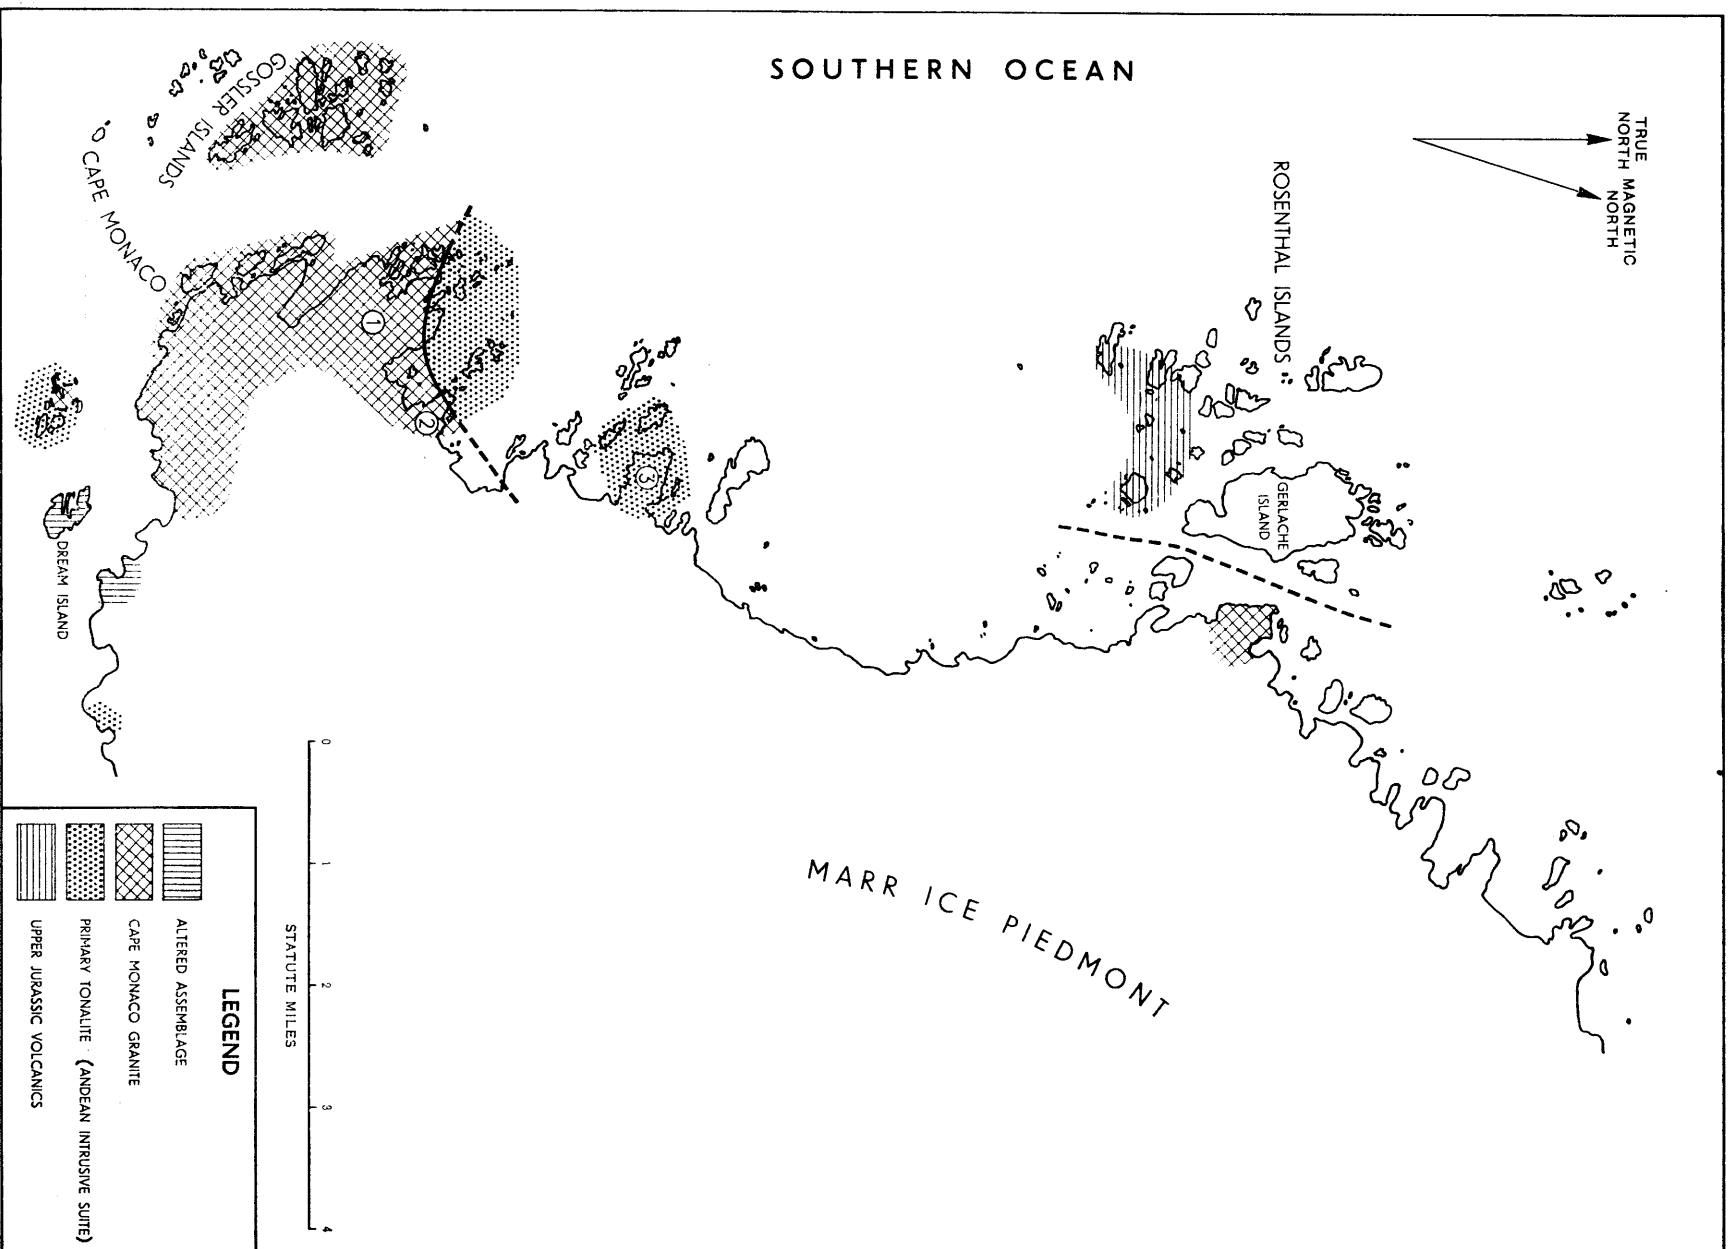 SOUTHERN OCEAN
TRUE
NORTH
MAGNETIC
NORTH
GOSSLER ISLANDS
CAPE MONACO
ROSENTHAL ISLANDS
GERLACHE
ISLAND
DREAM ISLAND
1
2
3
MARR ICE PIEDMONT
0 1 2 3 4
STATUTE MILES
LEGEND
ALTERED ASSEMBLAGE
CAPE MONACO GRANITE
PRIMARY TONALITE (ANDEAN INTRUSIVE SUITE)
UPPER JURASSIC VOLCANICS